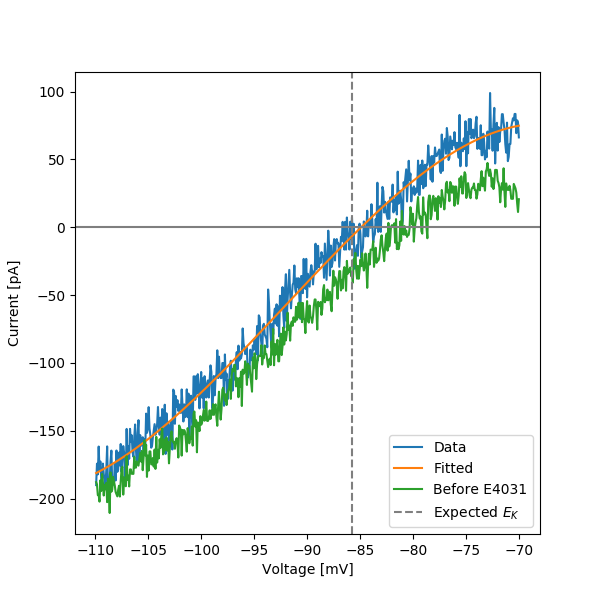 100
50
0
−50
−100
−150
−200
Current [pA]
Data
Fitted
Before E4031
Expected E_K
−110 −105 −100 −95 −90 −85 −80 −75 −70
Voltage [mV]